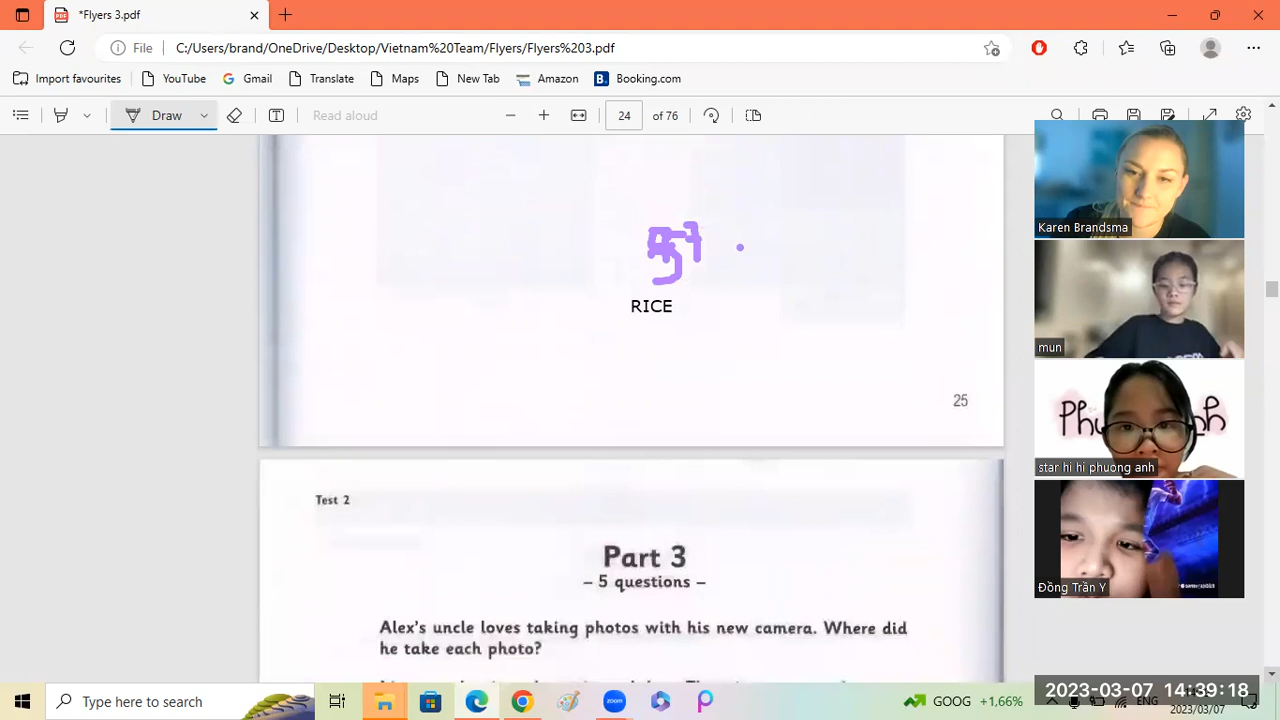 *Flyers 3.pdf
File
C:/Users/brand/OneDrive/Desktop/Vietnam%20Team/Flyers/Flyers%203.pdf
Import favourites
YouTube
Gmail
Translate
Maps
New Tab
Amazon
Booking.com
Draw
Read aloud
24
of 76
RICE
25
Test 2
Part 3
– 5 questions –
Alex's uncle loves taking photos with his new camera. Where did
he take each photo?
Karen Brandsma
mun
Phương Anh
star hi hi phuong anh
Đồng Trần Y
Type here to search
GOOG +1,66%
ENG
2023-03-07 14:39:18
2023/03/07